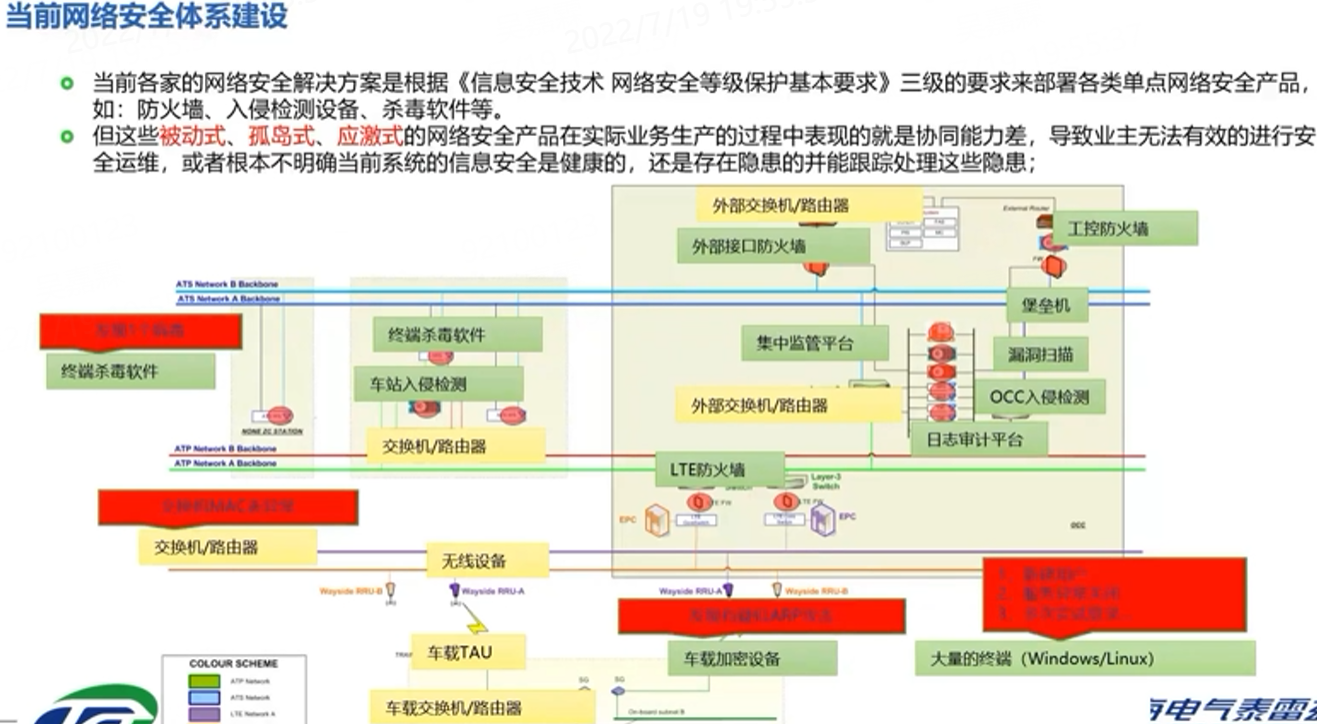 当前网络安全体系建设
当前各家的网络安全解决方案是根据《信息安全技术 网络安全等级保护基本要求》三级的要求来部署各类单点网络安全产品，
如：防火墙、入侵检测设备、杀毒软件等。
但这些被动式、孤岛式、应激式的网络安全产品在实际业务生产的过程中表现的就是协同能力差，导致业主无法有效的进行安
全运维，或者根本不明确当前系统的信息安全是健康的，还是存在隐患的并能跟踪处理这些隐患；
外部交换机/路由器
External Router
工控防火墙
外部接口防火墙
FW
ATS Network B Backbone
ATS Network A Backbone
堡垒机
终端杀毒软件
集中监管平台
漏洞扫描
终端杀毒软件
车站入侵检测
OCC入侵检测
外部交换机/路由器
NONE ZC STATION
交换机/路由器
日志审计平台
ATP Network B Backbone
ATP Network A Backbone
LTE防火墙
Layer-3
Switch
Switch
LTE FW
LTE FW
EPC
EPC
OCC
交换机/路由器
无线设备
Wayside RRU-B
Wayside RRU-A
Wayside RRU-A
Wayside RRU-B
车载TAU
车载加密设备
大量的终端（Windows/Linux）
COLOUR SCHEME
ATP Network
ATS Network
LTE Network A
SG
SG
车载交换机/路由器
On-board subnet B
电气泰雷兹
2022/7/19